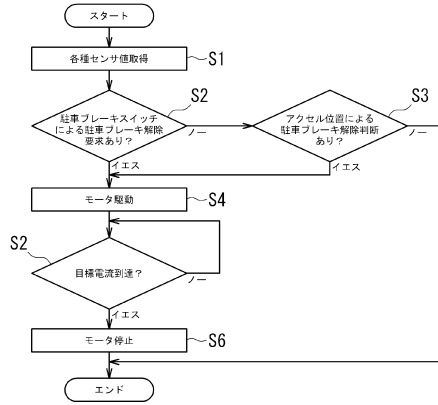 スタート
各種センサ値取得
S1
駐車ブレーキスイッチ
による駐車ブレーキ解除
要求あり？
S2
ノー
イエス
アクセル位置による
駐車ブレーキ解除判断
あり？
S3
ノー
イエス
モータ駆動
S4
目標電流到達？
S2
ノー
イエス
モータ停止
S6
エンド